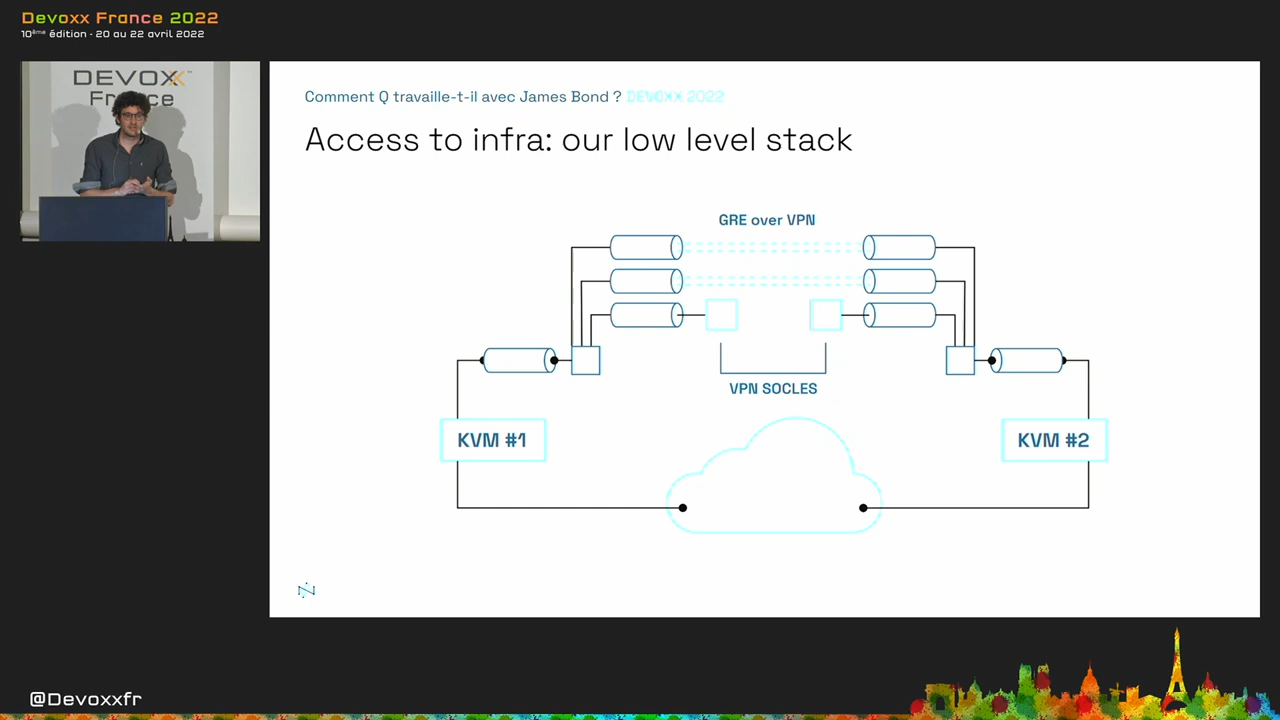 Devoxx France 2022
10ème édition - 20 au 22 avril 2022
DEVOXX™
France
Comment Q travaille-t-il avec James Bond ? DEVOXX 2022
Access to infra: our low level stack
GRE over VPN
VPN SOCLES
KVM #1
KVM #2
@Devoxxfr